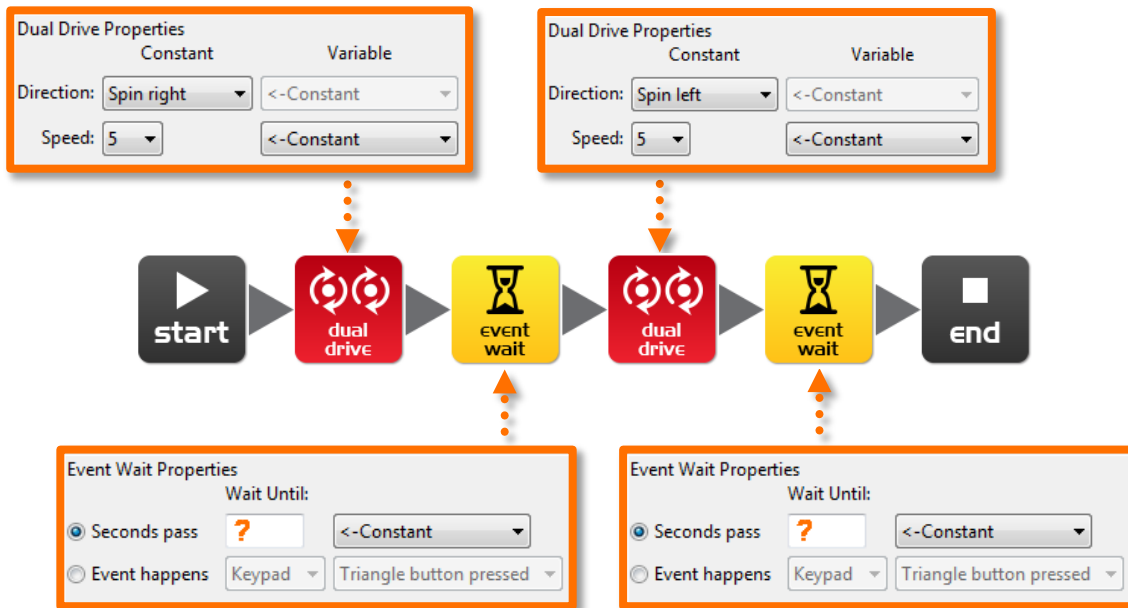 Dual Drive Properties
Constant Variable
Direction: Spin right <-Constant
Speed: 5 <-Constant
Dual Drive Properties
Constant Variable
Direction: Spin left <-Constant
Speed: 5 <-Constant
start
dual
drive
event
wait
dual
drive
event
wait
end
Event Wait Properties
Wait Until:
Seconds pass ? <-Constant
Event happens Keypad Triangle button pressed
Event Wait Properties
Wait Until:
Seconds pass ? <-Constant
Event happens Keypad Triangle button pressed